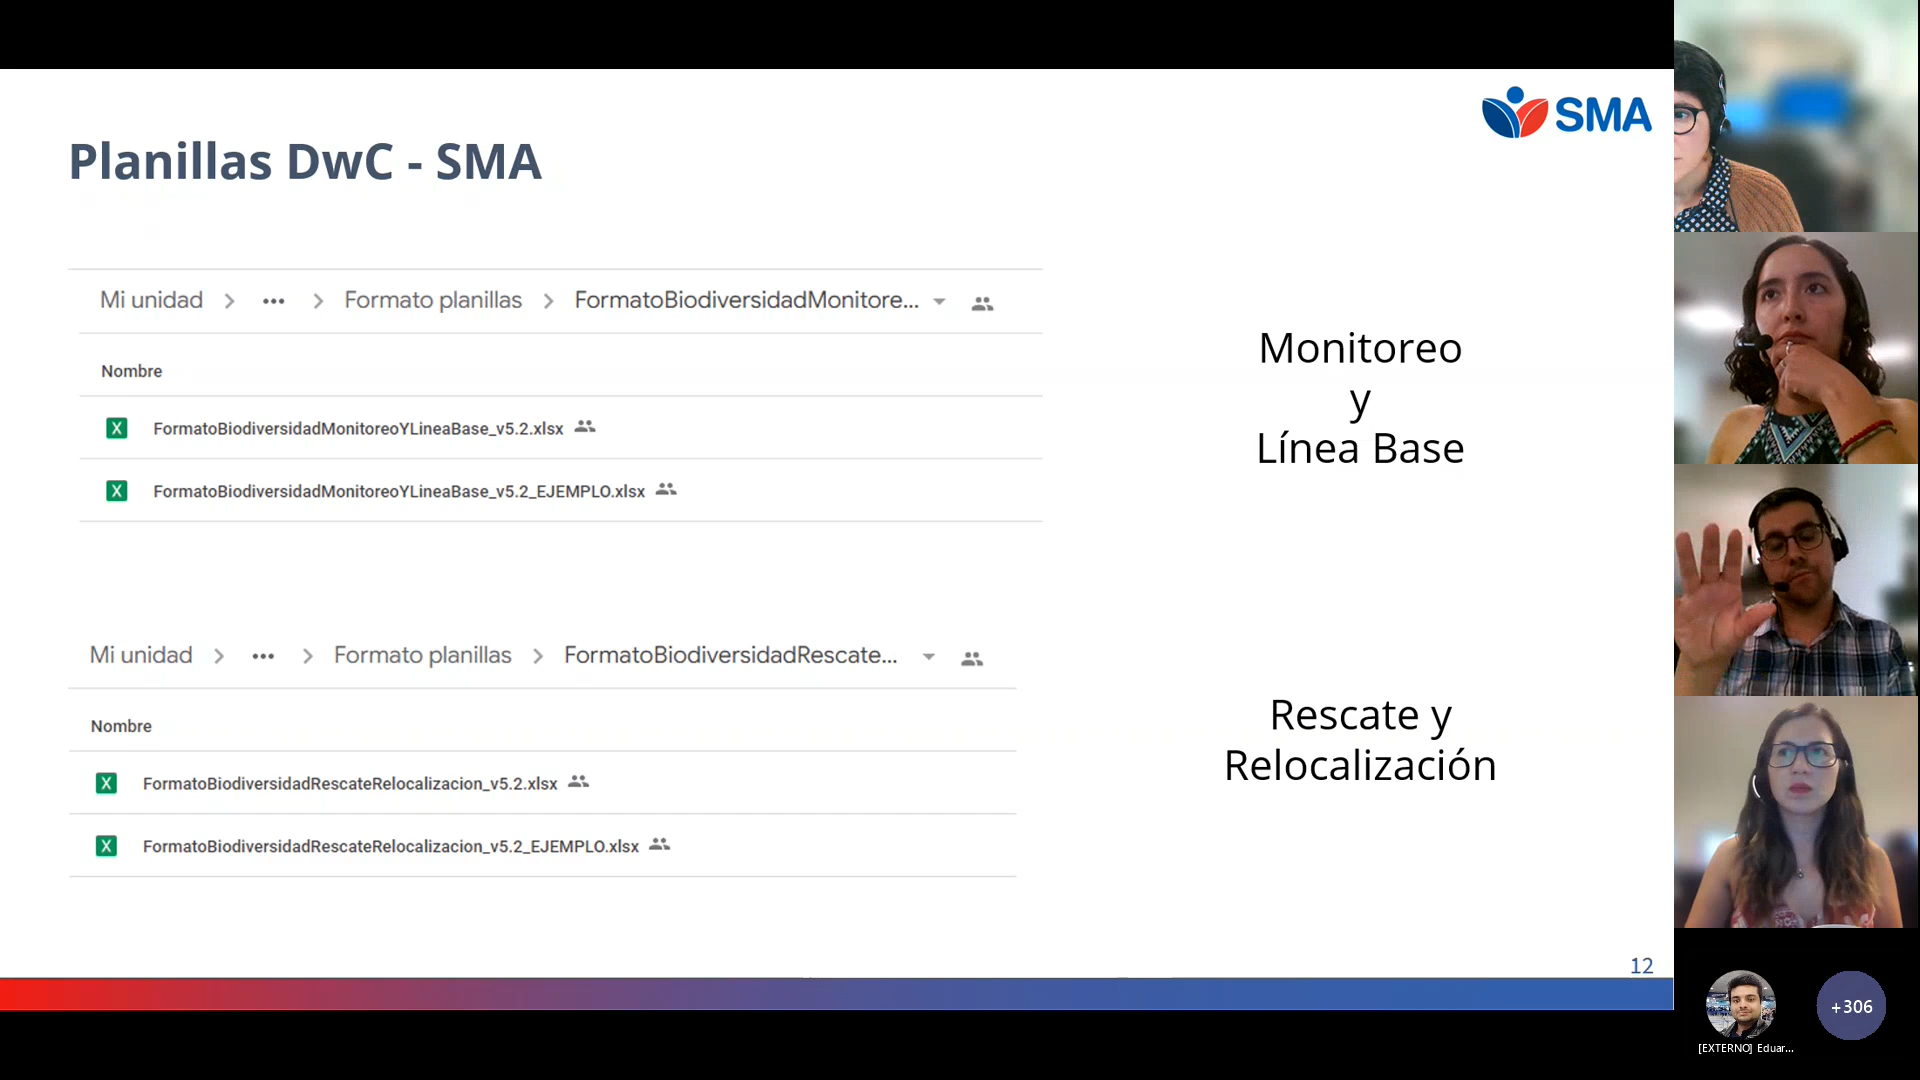 SMA
Planillas DwC - SMA
Mi unidad > ... > Formato planillas > FormatoBiodiversidadMonitore...
Nombre
FormatoBiodiversidadMonitoreoYLineaBase_v5.2.xlsx
FormatoBiodiversidadMonitoreoYLineaBase_v5.2_EJEMPLO.xlsx
Monitoreo
y
Línea Base
Mi unidad > ... > Formato planillas > FormatoBiodiversidadRescate...
Nombre
FormatoBiodiversidadRescateRelocalizacion_v5.2.xlsx
FormatoBiodiversidadRescateRelocalizacion_v5.2_EJEMPLO.xlsx
Rescate y
Relocalización
12
+306
[EXTERNO] Eduar...